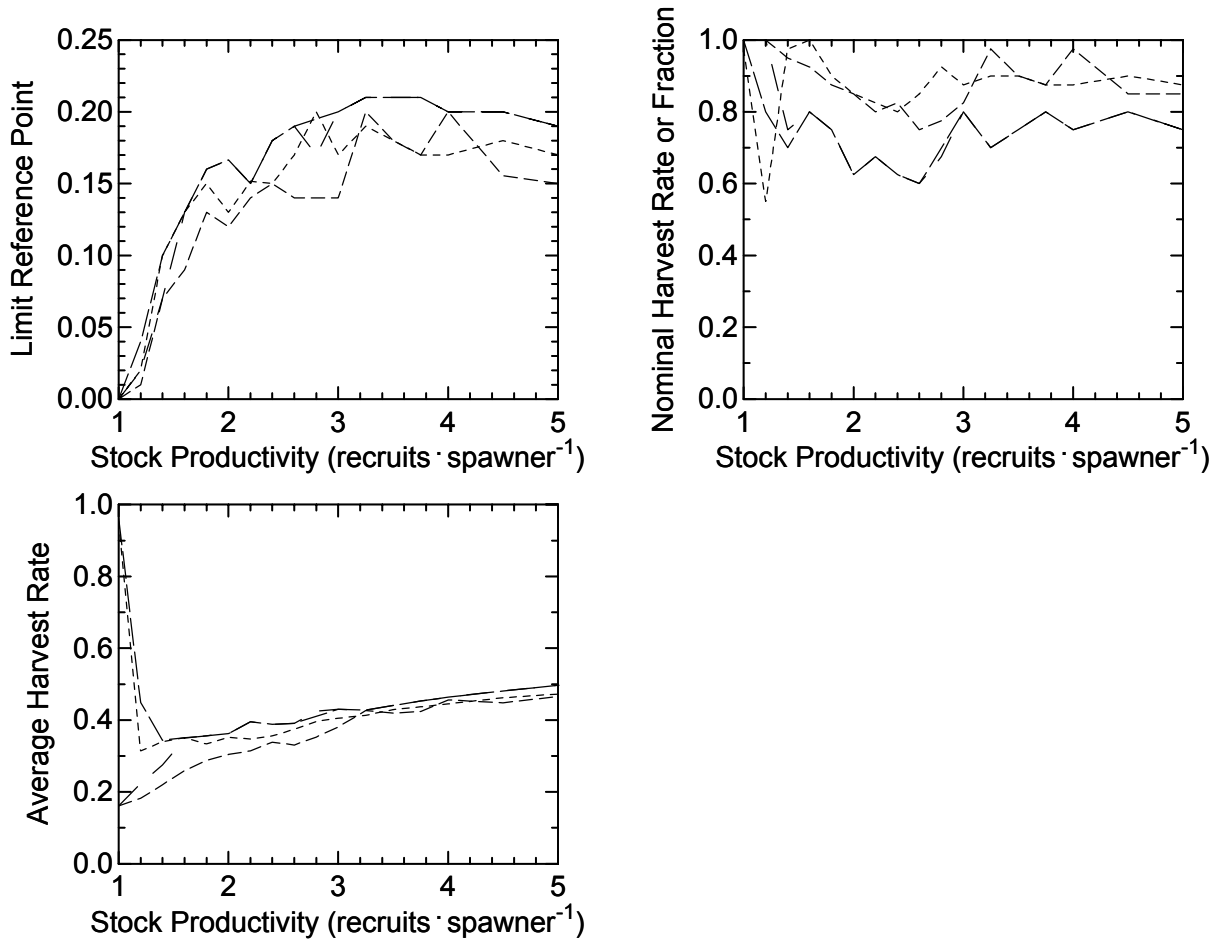 Limit Reference Point
0.25
0.20
0.15
0.10
0.05
0.00
1 2 3 4 5
Stock Productivity (recruits·spawner⁻¹)
Nominal Harvest Rate or Fraction
1.0
0.8
0.6
0.4
0.2
0.0
1 2 3 4 5
Stock Productivity (recruits·spawner⁻¹)
Average Harvest Rate
1.0
0.8
0.6
0.4
0.2
0.0
1 2 3 4 5
Stock Productivity (recruits·spawner⁻¹)